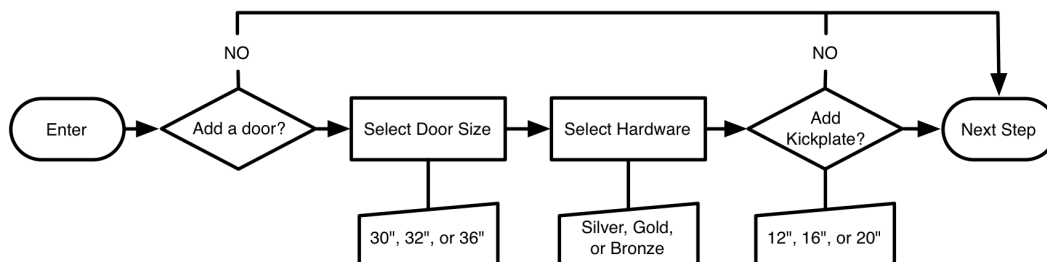 NO
NO
Enter
Add a door?
Select Door Size
Select Hardware
Add
Kickplate?
Next Step
30", 32", or 36"
Silver, Gold,
or Bronze
12", 16", or 20"